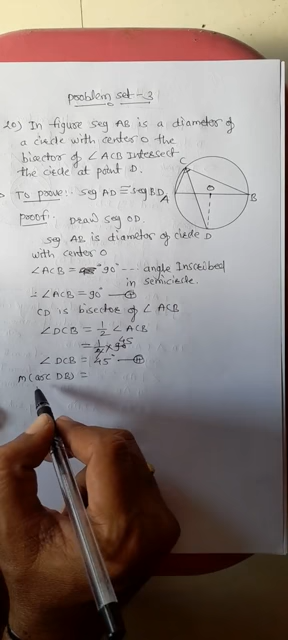 problem set - 3
20) In figure seg AB is a diameter of
a circle with center O the
bisector of ∠ACB Intersect
the circle at point D.
To prove:- seg AD ≅ seg BD
proof: Draw seg OD.
seg AB is diameter of circle
with center O
∠ACB = 90° --- angle Inscribed
in semicircle.
∴ ∠ACB = 90°
CD is bisector of ∠ACB
∠DCB = 1/2 ∠ACB
= 1/2 × 90 45
∠DCB = 45°
m(arc DB) =
C
O
A
B
D